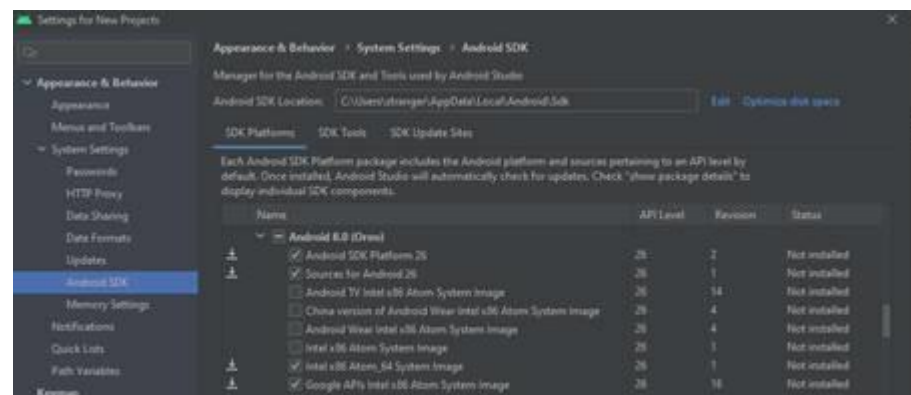 Settings for New Projects
Appearance & Behavior
Appearance
Menus and Toolbars
System Settings
Passwords
HTTP Proxy
Data Sharing
Date Formats
Updates
Android SDK
Memory Settings
Notifications
Quick Lists
Path Variables
Keymap
Appearance & Behavior › System Settings › Android SDK
Manager for the Android SDK and Tools used by Android Studio
Android SDK Location: C:\Users\stranger\AppData\Local\Android\Sdk Edit Optimize disk space
SDK Platforms SDK Tools SDK Update Sites
Each Android SDK Platform package includes the Android platform and sources pertaining to an API level by
default. Once installed, Android Studio will automatically check for updates. Check "show package details" to
display individual SDK components.
Name API Level Revision Status
Android 8.0 (Oreo)
Android SDK Platform 26 26 2 Not installed
Sources for Android 26 26 1 Not installed
Android TV Intel x86 Atom System Image 26 14 Not installed
China version of Android Wear Intel x86 Atom System Image 26 4 Not installed
Android Wear Intel x86 Atom System Image 26 4 Not installed
Intel x86 Atom System Image 26 1 Not installed
Intel x86 Atom_64 System Image 26 1 Not installed
Google APIs Intel x86 Atom System Image 26 16 Not installed